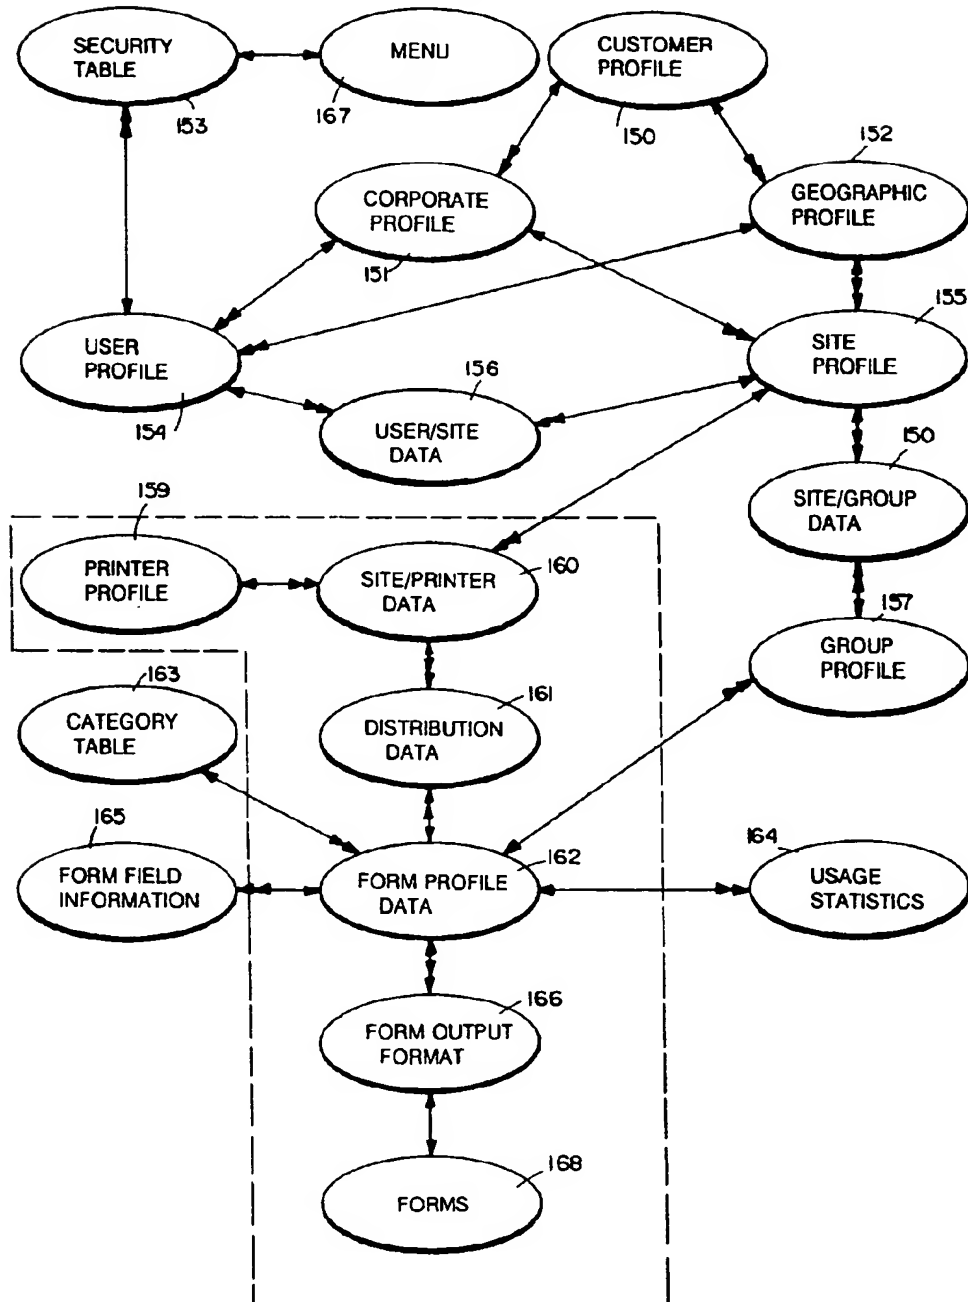 SECURITY
TABLE
MENU
CUSTOMER
PROFILE
153
167
150
152
CORPORATE
PROFILE
GEOGRAPHIC
PROFILE
151
155
USER
PROFILE
SITE
PROFILE
154
156
USER/SITE
DATA
150
159
SITE/GROUP
DATA
PRINTER
PROFILE
SITE/PRINTER
DATA
160
157
GROUP
PROFILE
163
161
CATEGORY
TABLE
DISTRIBUTION
DATA
165
162
164
FORM FIELD
INFORMATION
FORM PROFILE
DATA
USAGE
STATISTICS
166
FORM OUTPUT
FORMAT
168
FORMS